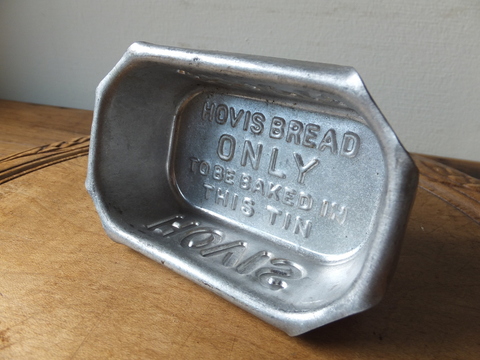 HOVIS BREAD
ONLY
TO BE BAKED IN
THIS TIN
HOVIS